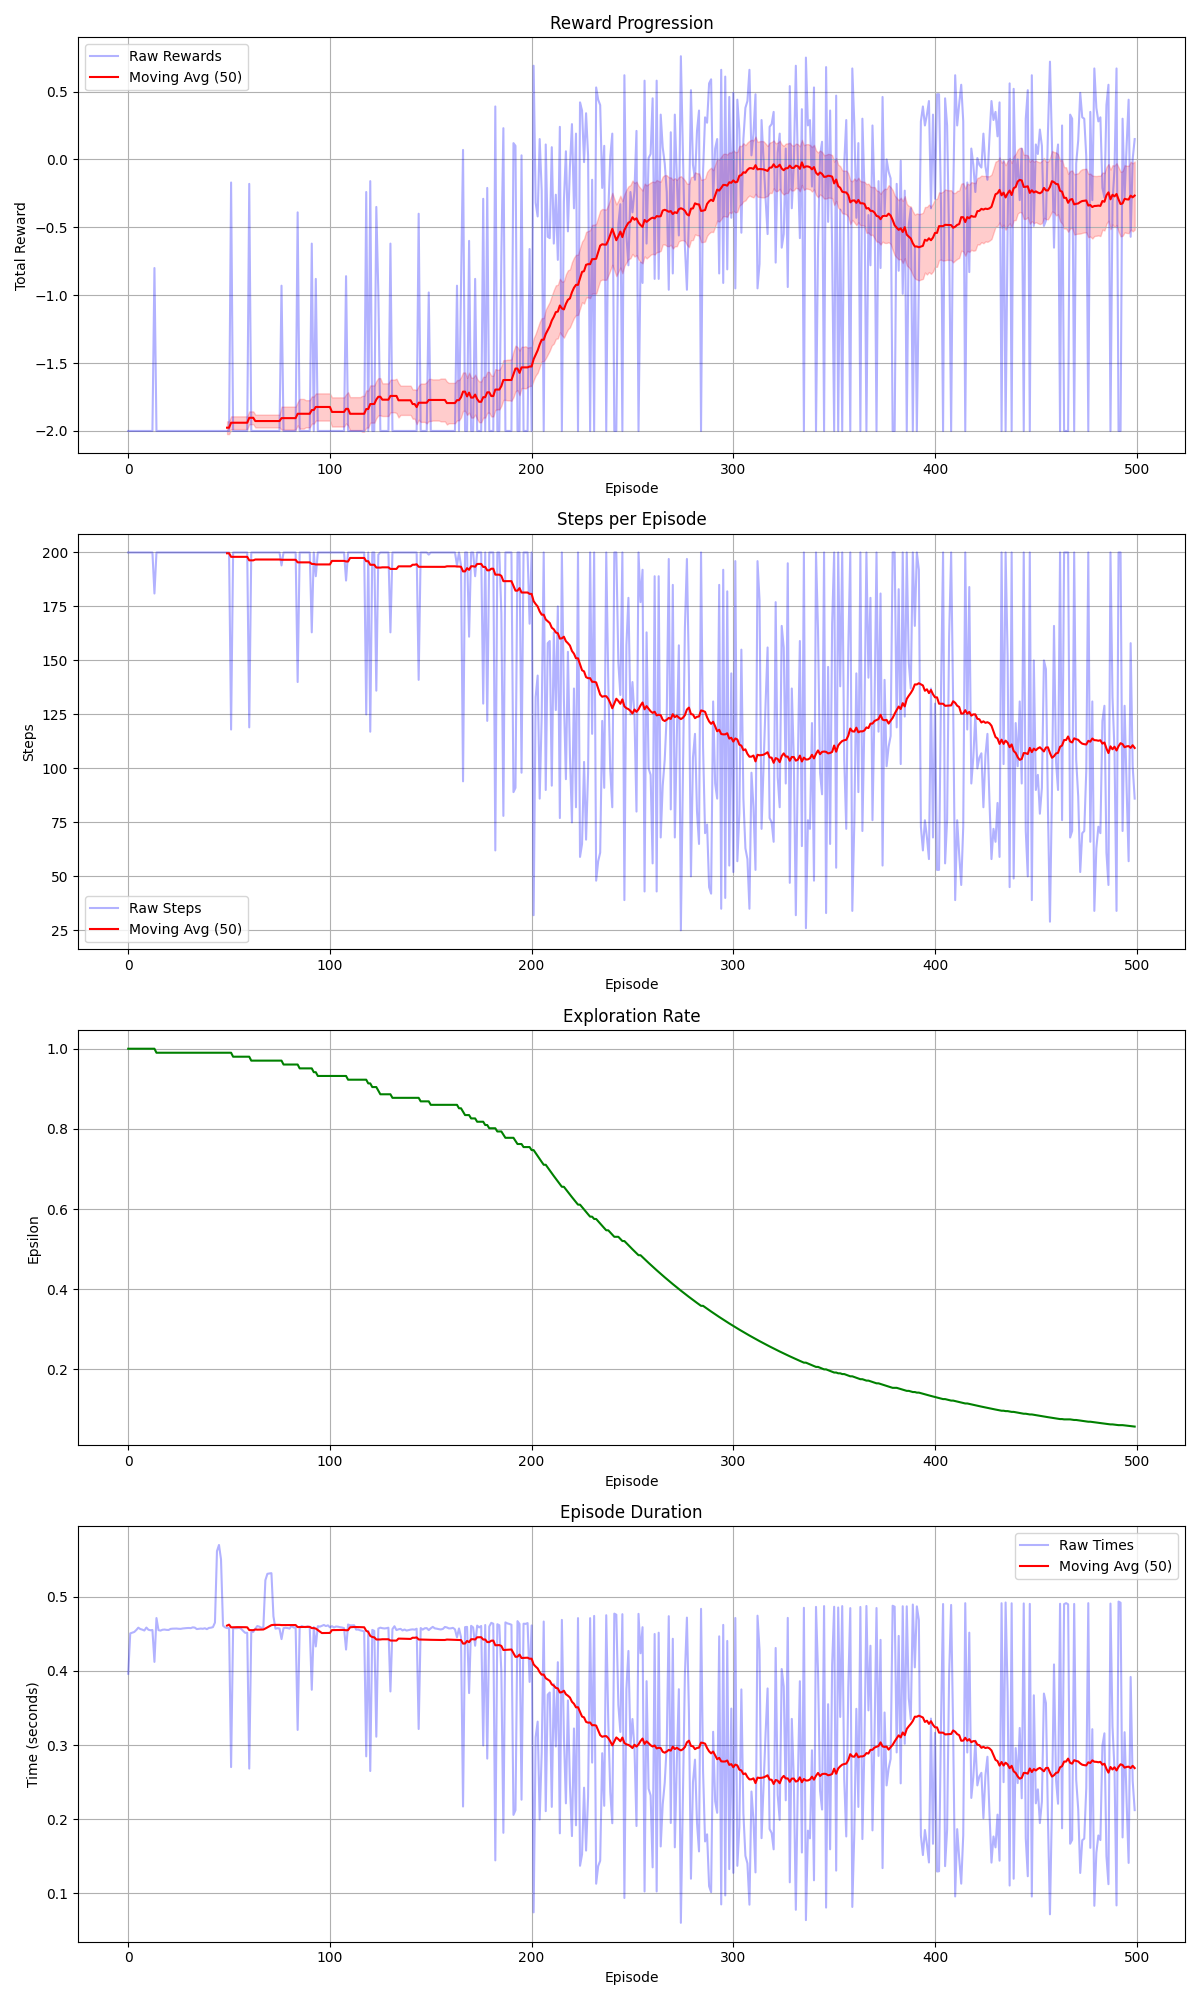 Reward Progression
Raw Rewards
Moving Avg (50)
Total Reward
0.5
0.0
−0.5
−1.0
−1.5
−2.0
0 100 200 300 400 500
Episode
Steps per Episode
Steps
200
175
150
125
100
75
50
25
Raw Steps
Moving Avg (50)
0 100 200 300 400 500
Episode
Exploration Rate
Epsilon
1.0
0.8
0.6
0.4
0.2
0 100 200 300 400 500
Episode
Episode Duration
Raw Times
Moving Avg (50)
Time (seconds)
0.5
0.4
0.3
0.2
0.1
0 100 200 300 400 500
Episode